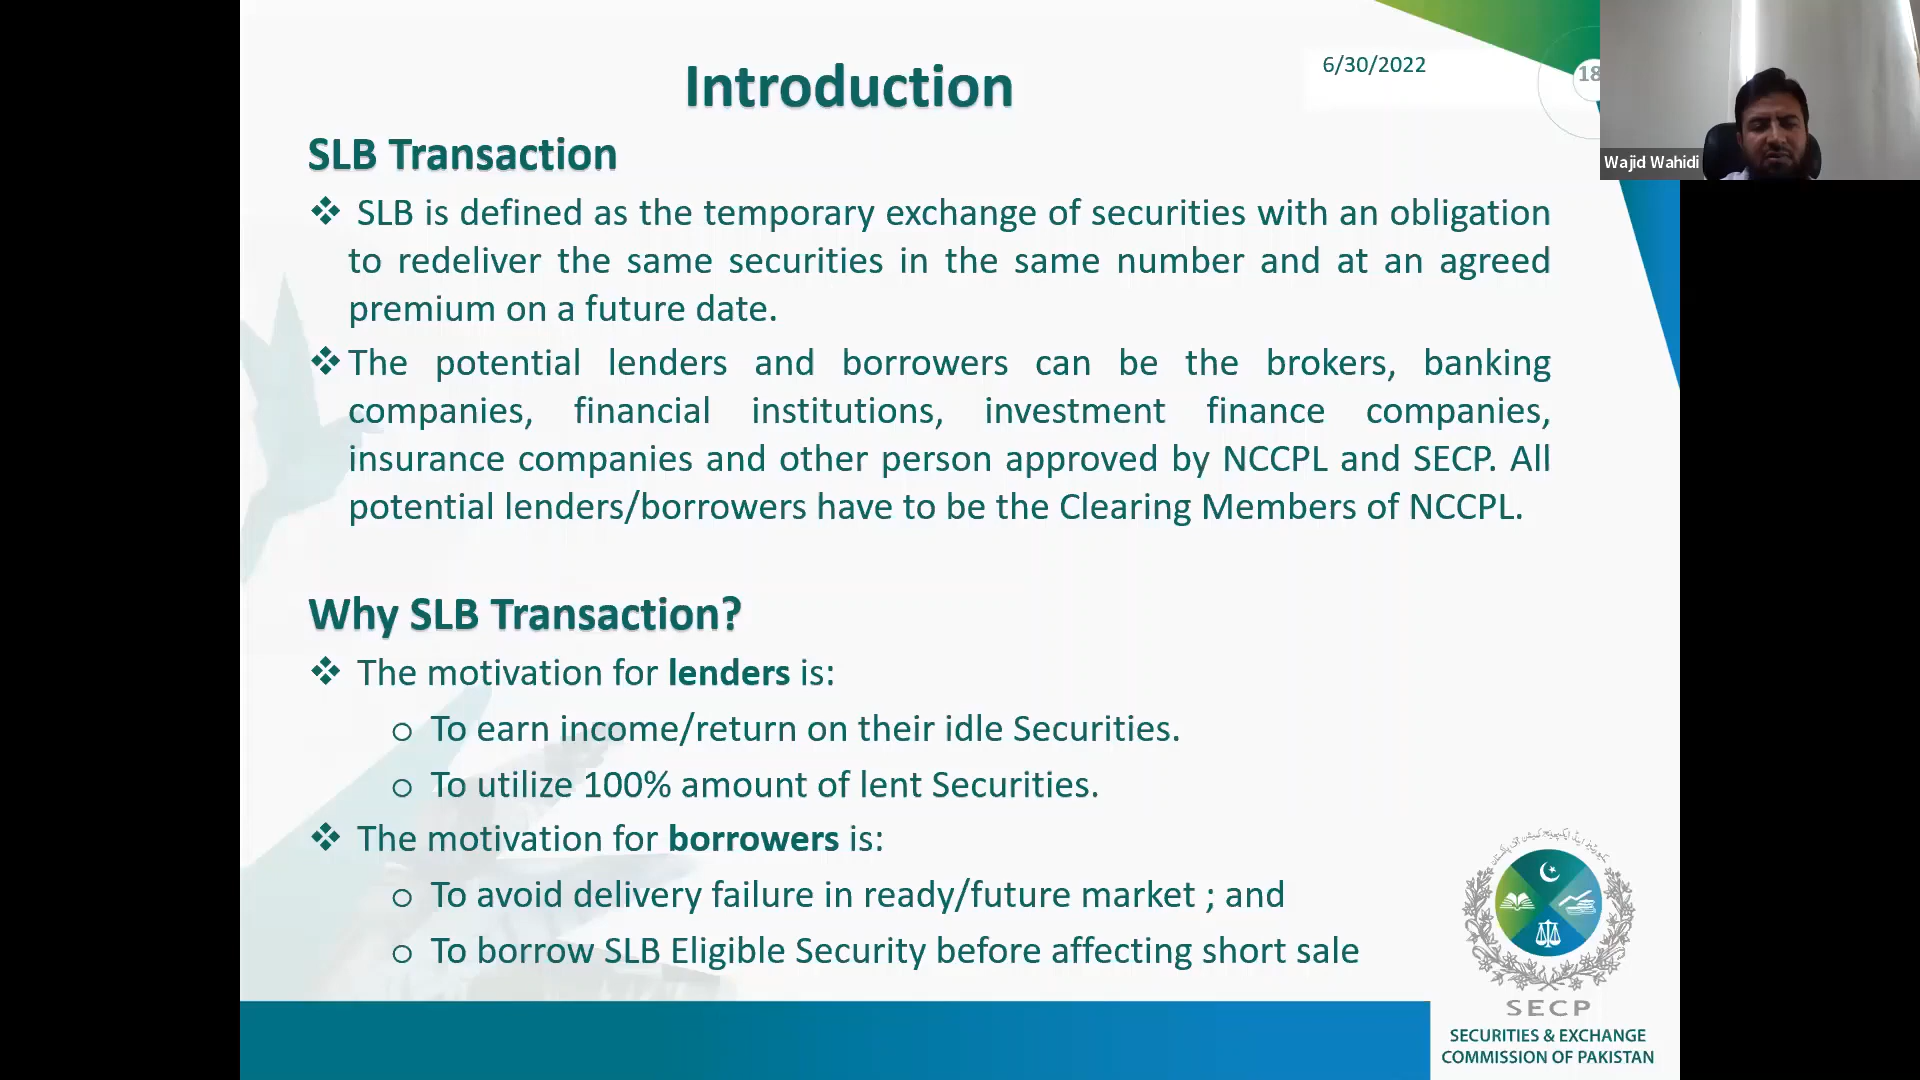 Introduction
6/30/2022
18
Wajid Wahidi
SLB Transaction
❖ SLB is defined as the temporary exchange of securities with an obligation
to redeliver the same securities in the same number and at an agreed
premium on a future date.
❖ The potential lenders and borrowers can be the brokers, banking
companies, financial institutions, investment finance companies,
insurance companies and other person approved by NCCPL and SECP. All
potential lenders/borrowers have to be the Clearing Members of NCCPL.
Why SLB Transaction?
❖ The motivation for lenders is:
o To earn income/return on their idle Securities.
o To utilize 100% amount of lent Securities.
❖ The motivation for borrowers is:
o To avoid delivery failure in ready/future market ; and
o To borrow SLB Eligible Security before affecting short sale
SECP
SECURITIES & EXCHANGE
COMMISSION OF PAKISTAN